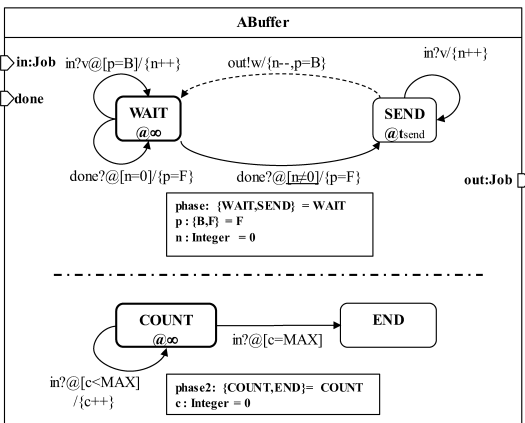 ABuffer
in:Job
in?v@[p=B]/{n++}
out!w/{n--,p=B}
in?v/{n++}
done
WAIT
@∞
SEND
@tsend
done?@[n=0]/{p=F}
done?@[n≠0]/{p=F}
out:Job
phase: {WAIT,SEND} = WAIT
p : {B,F} = F
n : Integer = 0
COUNT
@∞
END
in?@[c=MAX]
in?@[c<MAX]
/{c++}
phase2: {COUNT,END}= COUNT
c : Integer = 0